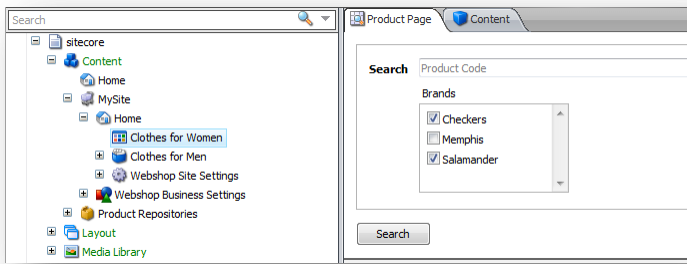 Search
sitecore
Content
Home
MySite
Home
Clothes for Women
Clothes for Men
Webshop Site Settings
Webshop Business Settings
Product Repositories
Layout
Media Library
Product Page
Content
Search
Product Code
Brands
Checkers
Memphis
Salamander
Search